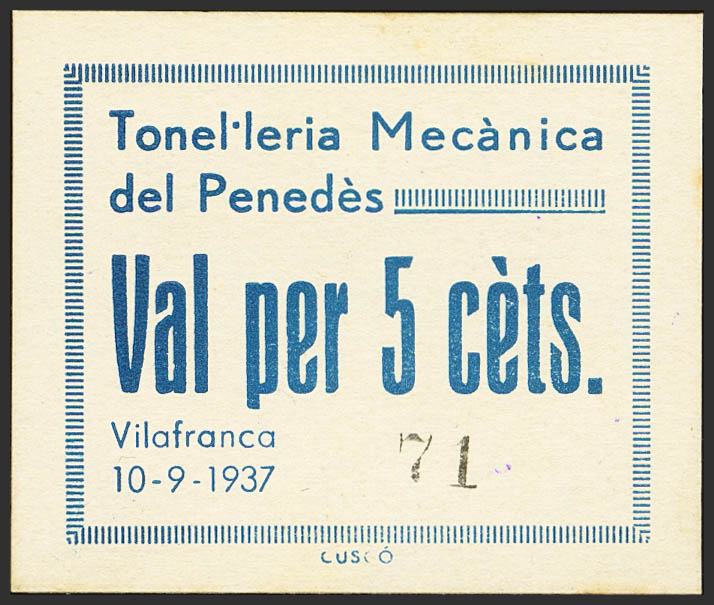 Tonel·leria Mecànica
del Penedès
Val per 5 cèts.
Vilafranca
10-9-1937
71
CUSCÓ